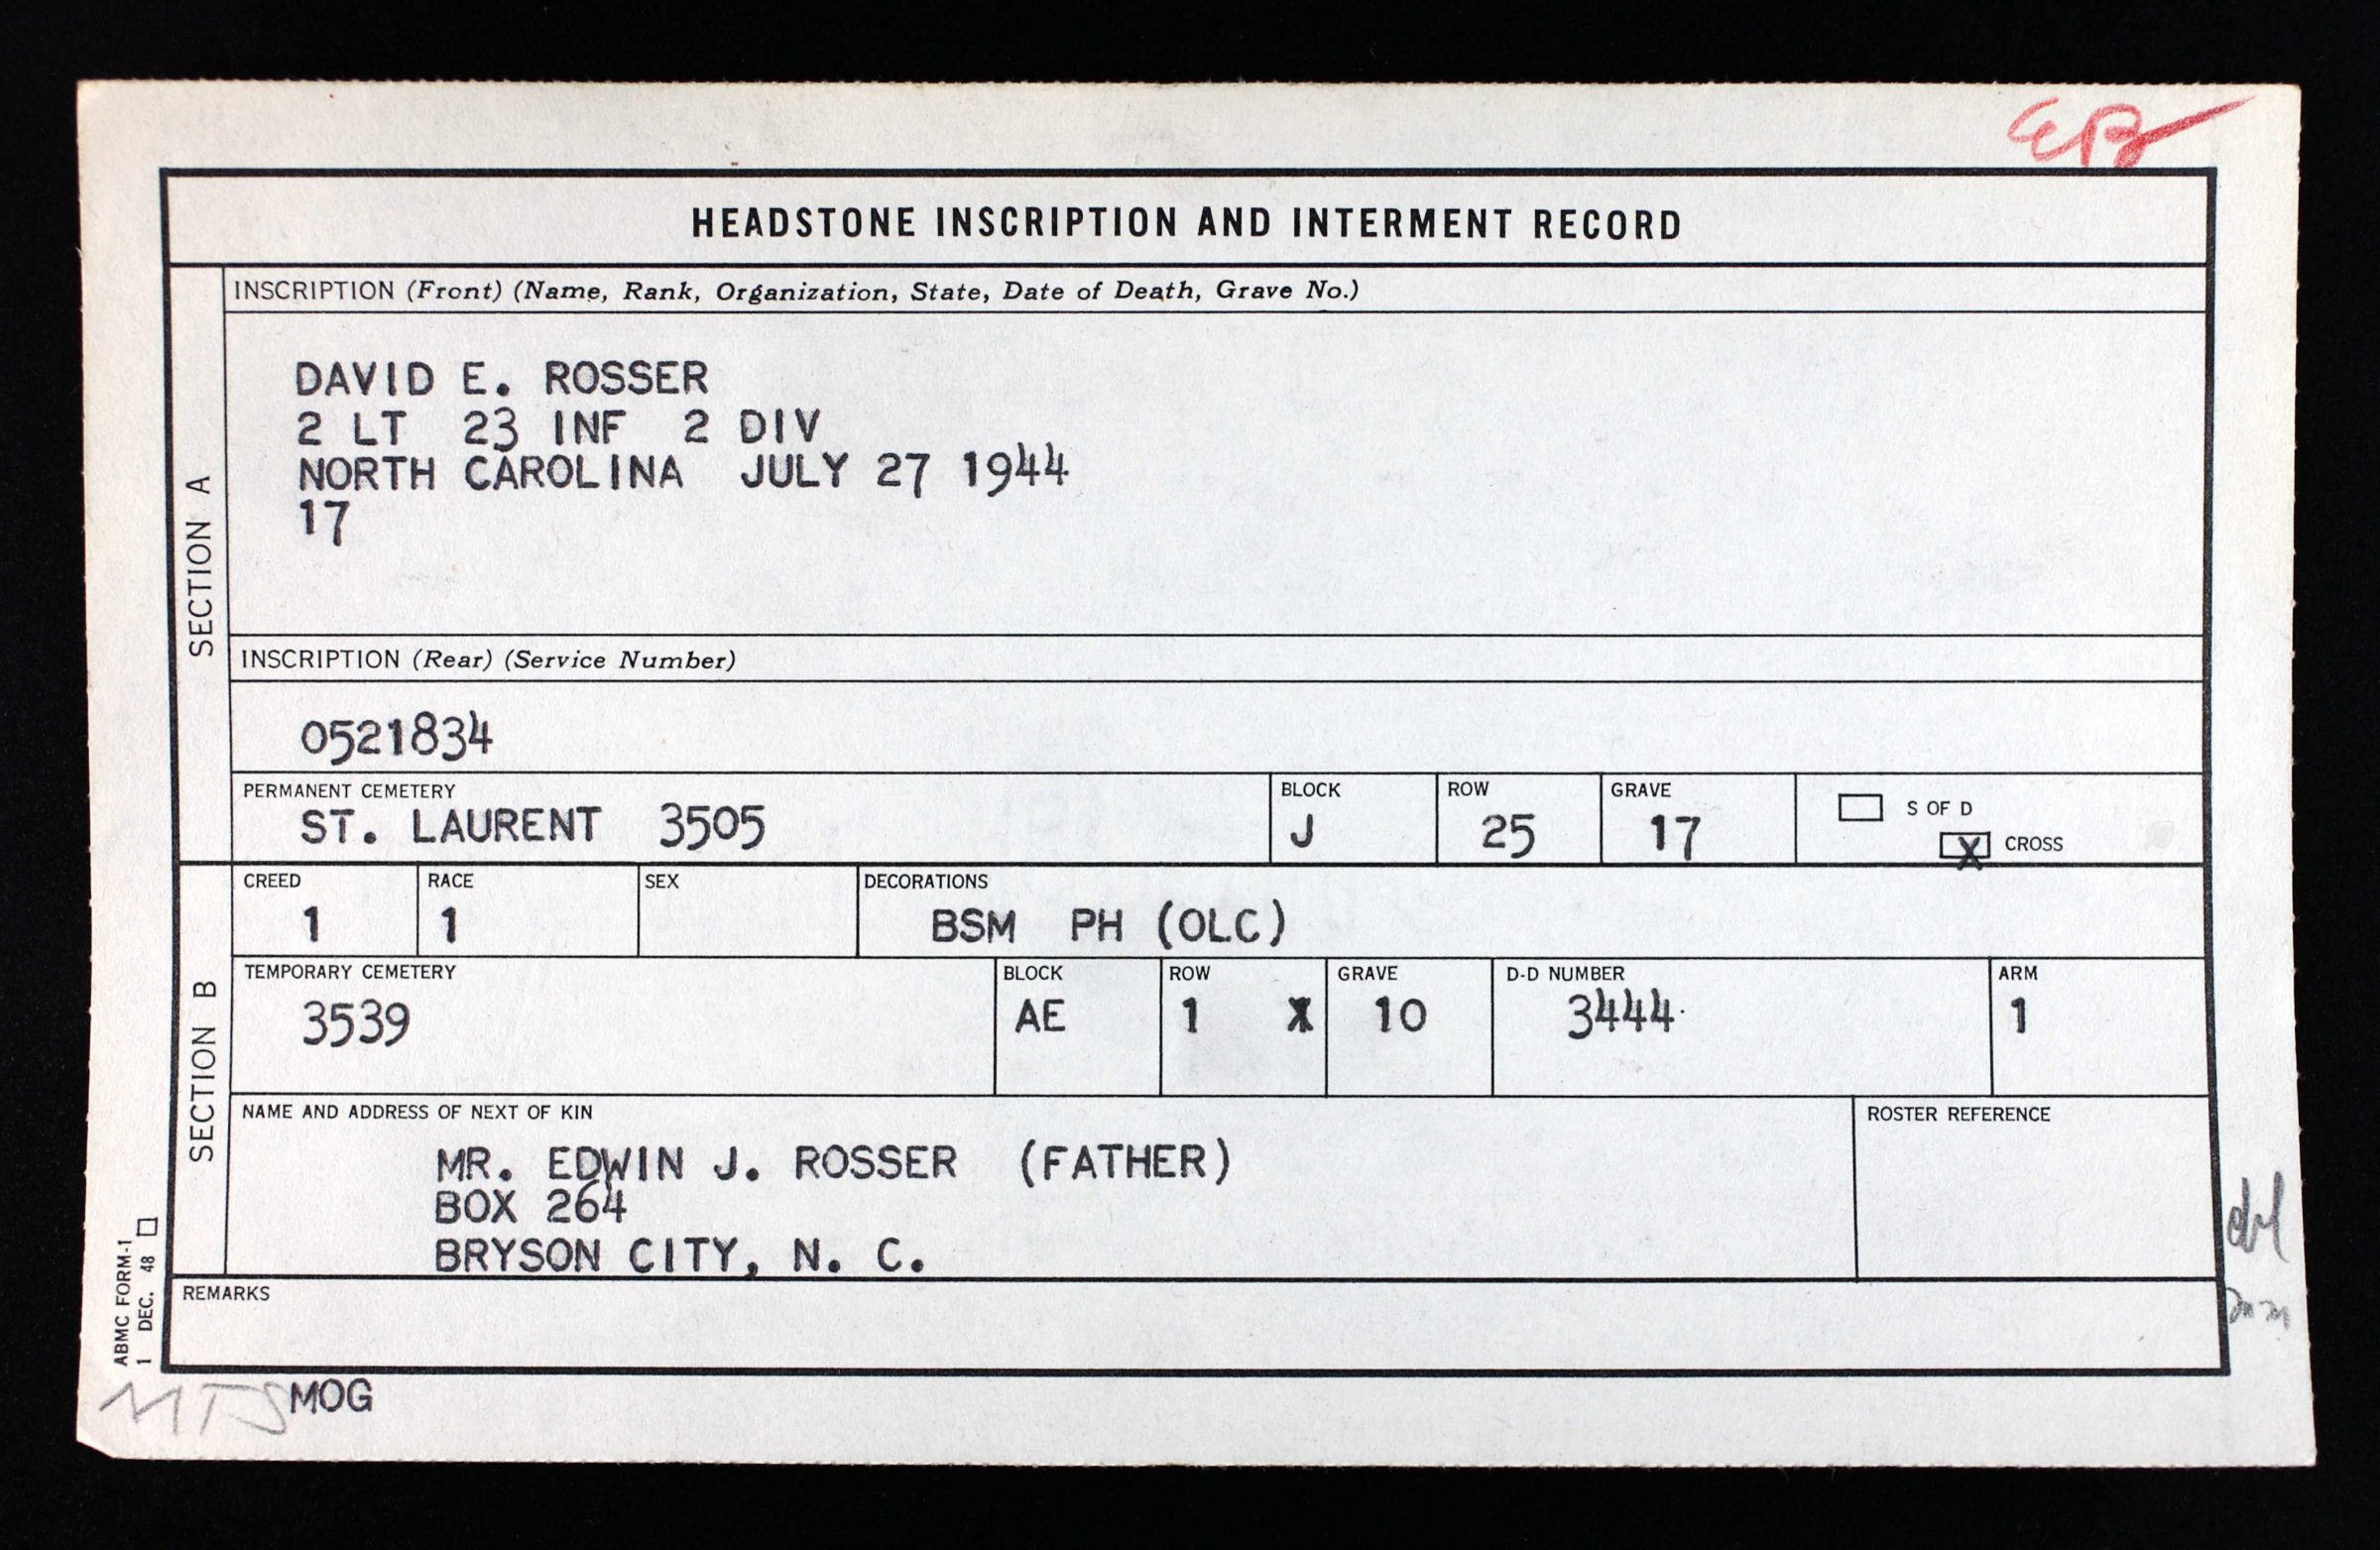 EB
HEADSTONE INSCRIPTION AND INTERMENT RECORD
SECTION A
INSCRIPTION (Front) (Name, Rank, Organization, State, Date of Death, Grave No.)
DAVID E. ROSSER
2 LT 23 INF 2 DIV
NORTH CAROLINA JULY 27 1944
17
INSCRIPTION (Rear) (Service Number)
0521834
PERMANENT CEMETERY BLOCK ROW GRAVE
ST. LAURENT 3505 J 25 17
S OF D
X CROSS
SECTION B
CREED RACE SEX DECORATIONS
1 1 BSM PH (OLC)
TEMPORARY CEMETERY BLOCK ROW GRAVE D-D NUMBER ARM
3539 AE 1 X 10 3444 1
NAME AND ADDRESS OF NEXT OF KIN ROSTER REFERENCE
MR. EDWIN J. ROSSER (FATHER)
BOX 264
BRYSON CITY, N. C.
REMARKS
ABMC FORM-1
1 DEC. 48
MTS MOG